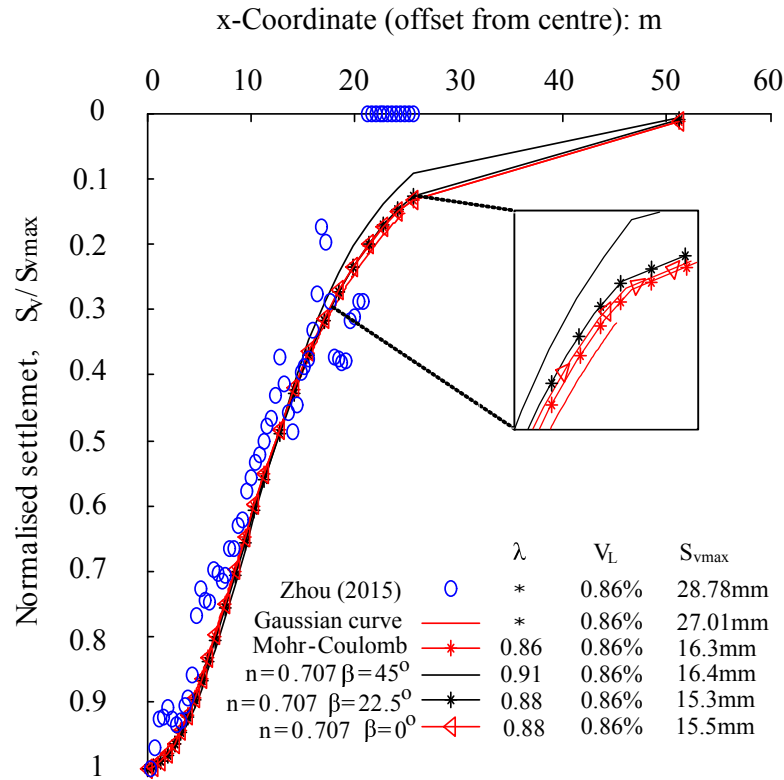 x-Coordinate (offset from centre): m
0 10 20 30 40 50 60
0
0.1
0.2
0.3
0.4
0.5
0.6
0.7
0.8
0.9
1
Normalised settlemet, Sv/Svmax
λ VL Svmax
Zhou (2015) * 0.86% 28.78mm
Gaussian curve * 0.86% 27.01mm
Mohr-Coulomb 0.86 0.86% 16.3mm
n=0.707 β=45o 0.91 0.86% 16.4mm
n=0.707 β=22.5o 0.88 0.86% 15.3mm
n=0.707 β=0o 0.88 0.86% 15.5mm